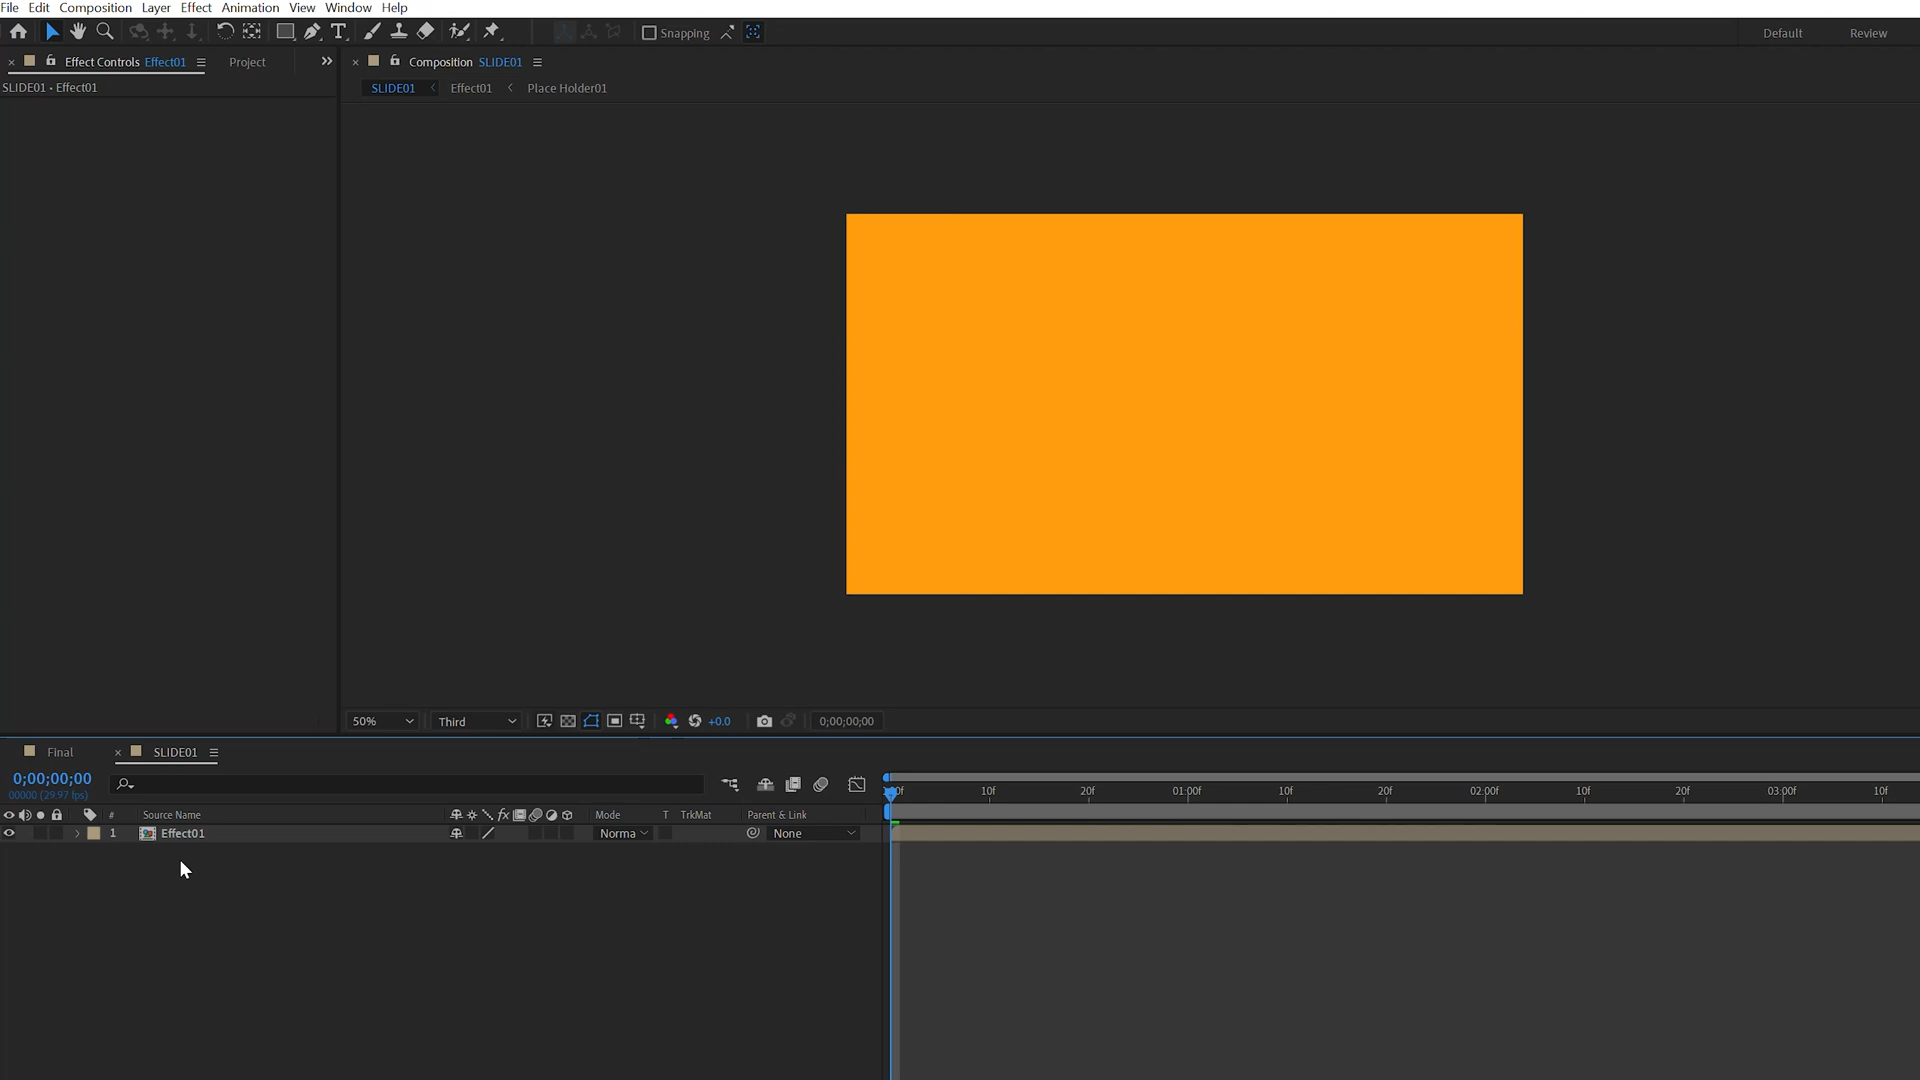 File Edit Composition Layer Effect Animation View Window Help
Snapping Default Review
Effect Controls Effect01 Project Composition SLIDE01
SLIDE01 • Effect01 SLIDE01 Effect01 Place Holder01
50% Third +0.0 0;00;00;00
FInal SLIDE01
0;00;00;00
00000 (29.97 fps)
10f 20f 01:00f 10f 20f 02:00f 10f 20f 03:00f 10f
# Source Name fx Mode T TrkMat Parent & Link
1 Effect01 Norma None